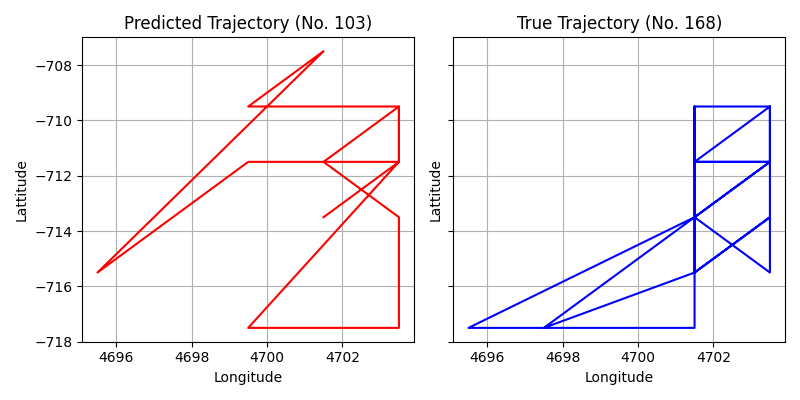 Predicted Trajectory (No. 103)
True Trajectory (No. 168)
−708
−710
−712
−714
−716
−718
Lattitude
Lattitude
4696 4698 4700 4702
4696 4698 4700 4702
Longitude
Longitude